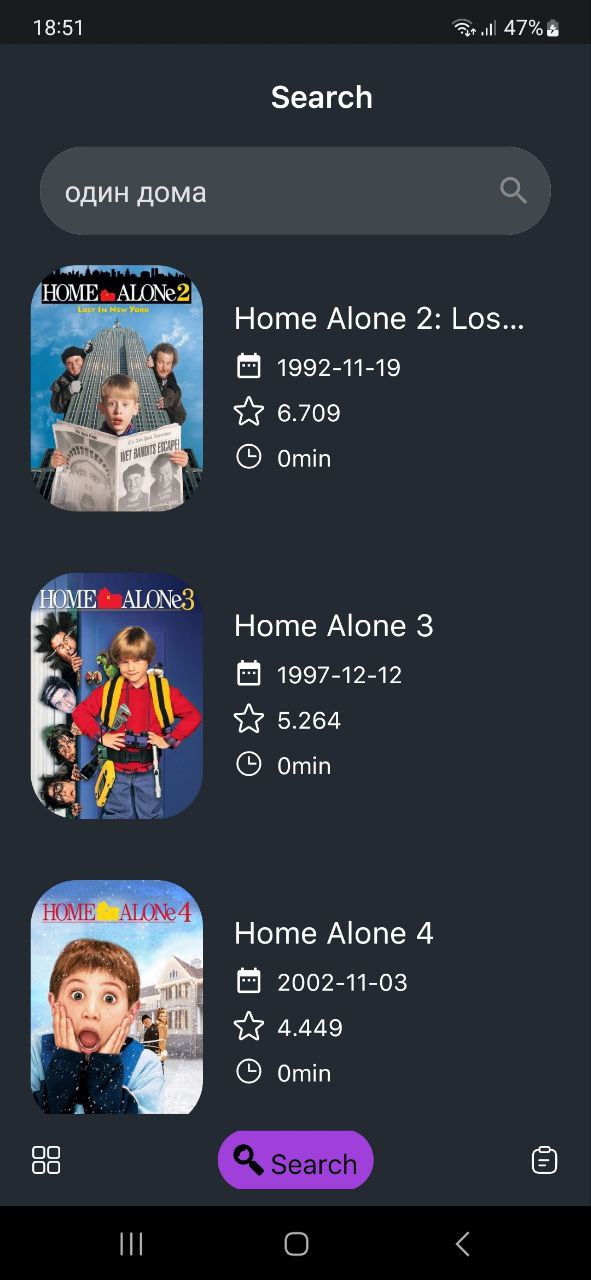 18:51
47%
Search
один дома
HOME ALONe 2
LOST IN NEW YORK
WET BANDITS ESCAPE!
Home Alone 2: Los...
1992-11-19
6.709
0min
HOME ALONe 3
Home Alone 3
1997-12-12
5.264
0min
HOME ALONe 4
Home Alone 4
2002-11-03
4.449
0min
Search